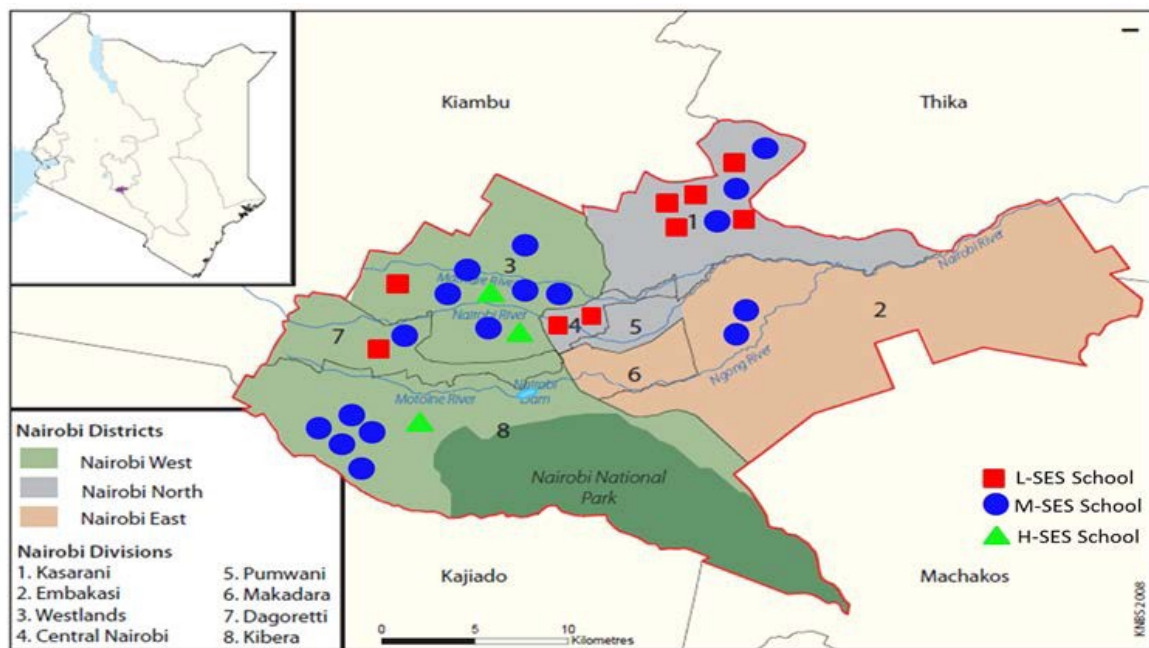 Kiambu
Thika
1
3
Mathare River
Nairobi River
Nairobi River
2
4
5
7
6
Ngong River
Nairobi
Dam
Motoine River
8
Nairobi National
Park
Nairobi Districts
Nairobi West
Nairobi North
Nairobi East
Nairobi Divisions
1. Kasarani
2. Embakasi
3. Westlands
4. Central Nairobi
5. Pumwani
6. Makadara
7. Dagoretti
8. Kibera
L-SES School
M-SES School
H-SES School
Kajiado
Machakos
0 5 10
Kilometres
KNBS 2008